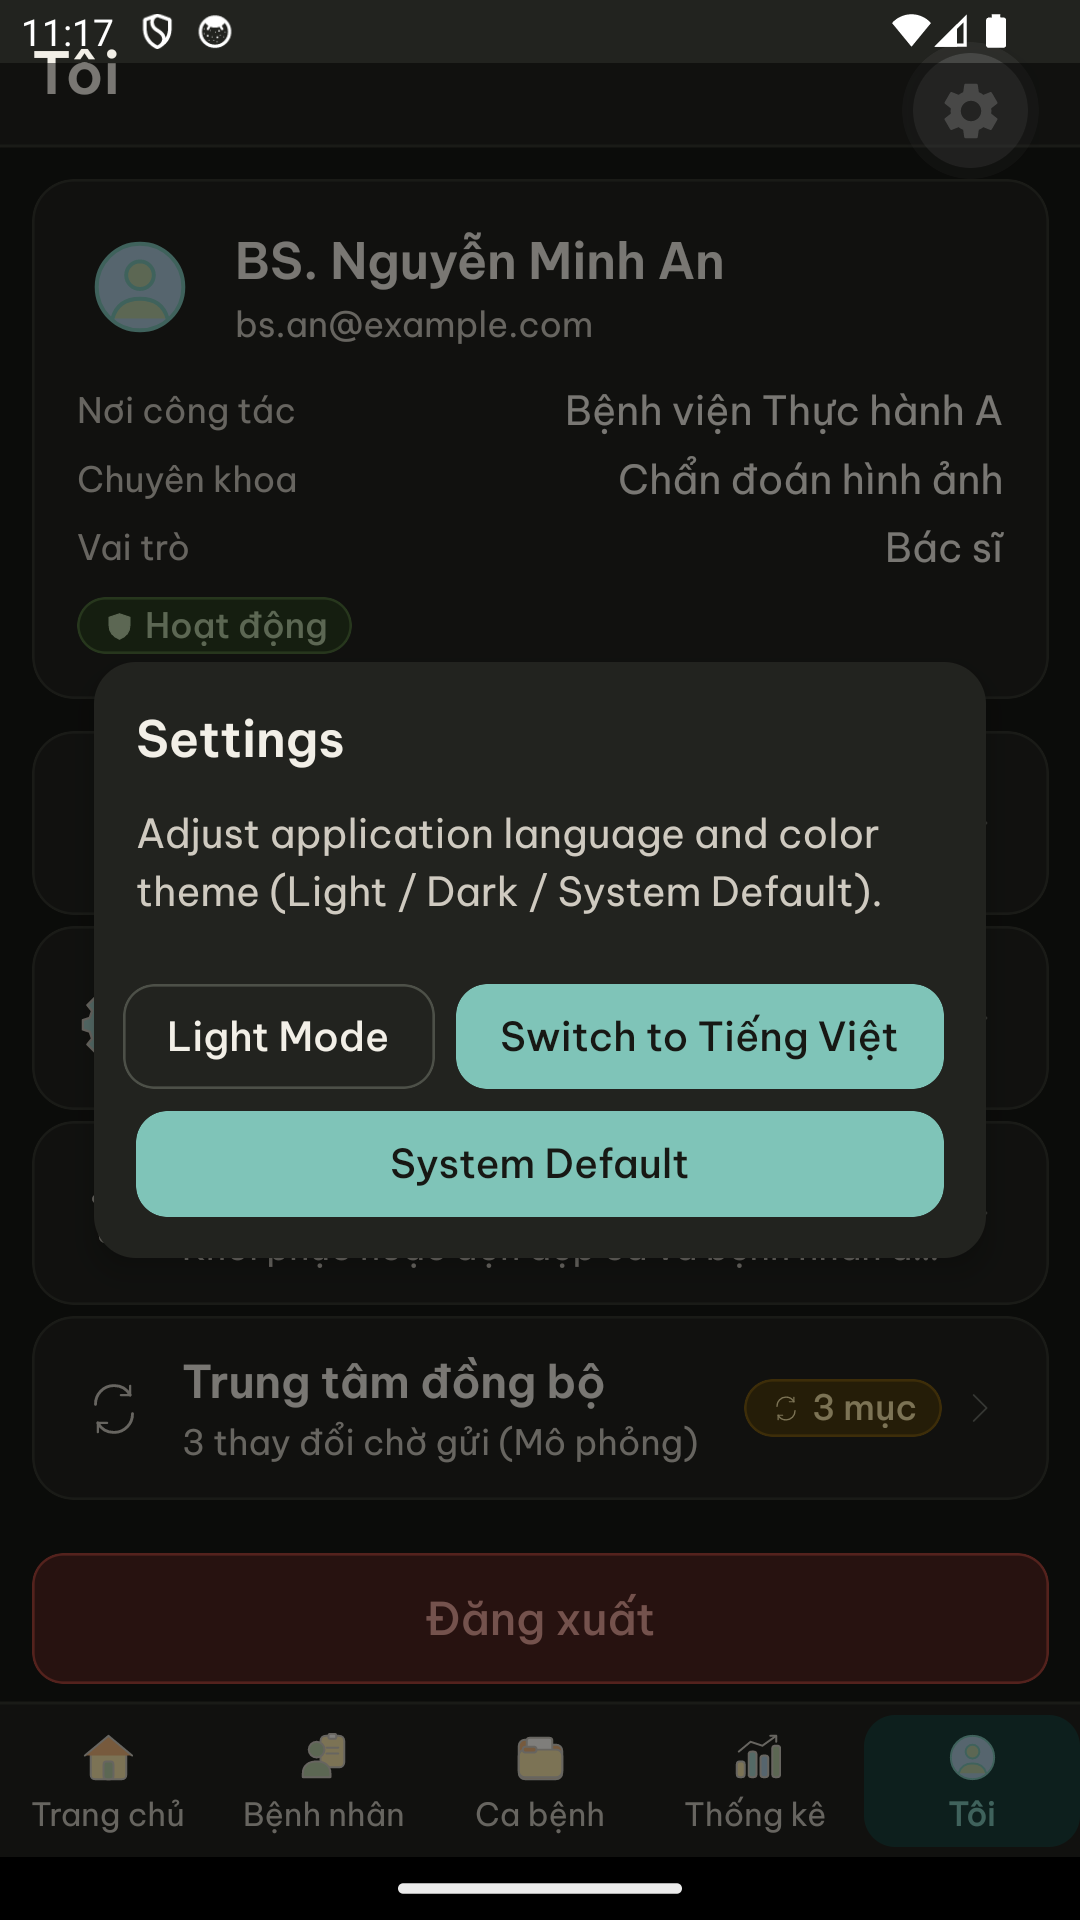 11:17
Tôi
BS. Nguyễn Minh An
bs.an@example.com
Nơi công tác
Bệnh viện Thực hành A
Chuyên khoa
Chẩn đoán hình ảnh
Vai trò
Bác sĩ
Hoạt động
Settings
Adjust application language and color
theme (Light / Dark / System Default).
Light Mode
Switch to Tiếng Việt
System Default
Trung tâm đồng bộ
3 thay đổi chờ gửi (Mô phỏng)
3 mục
Đăng xuất
Trang chủ
Bệnh nhân
Ca bệnh
Thống kê
Tôi